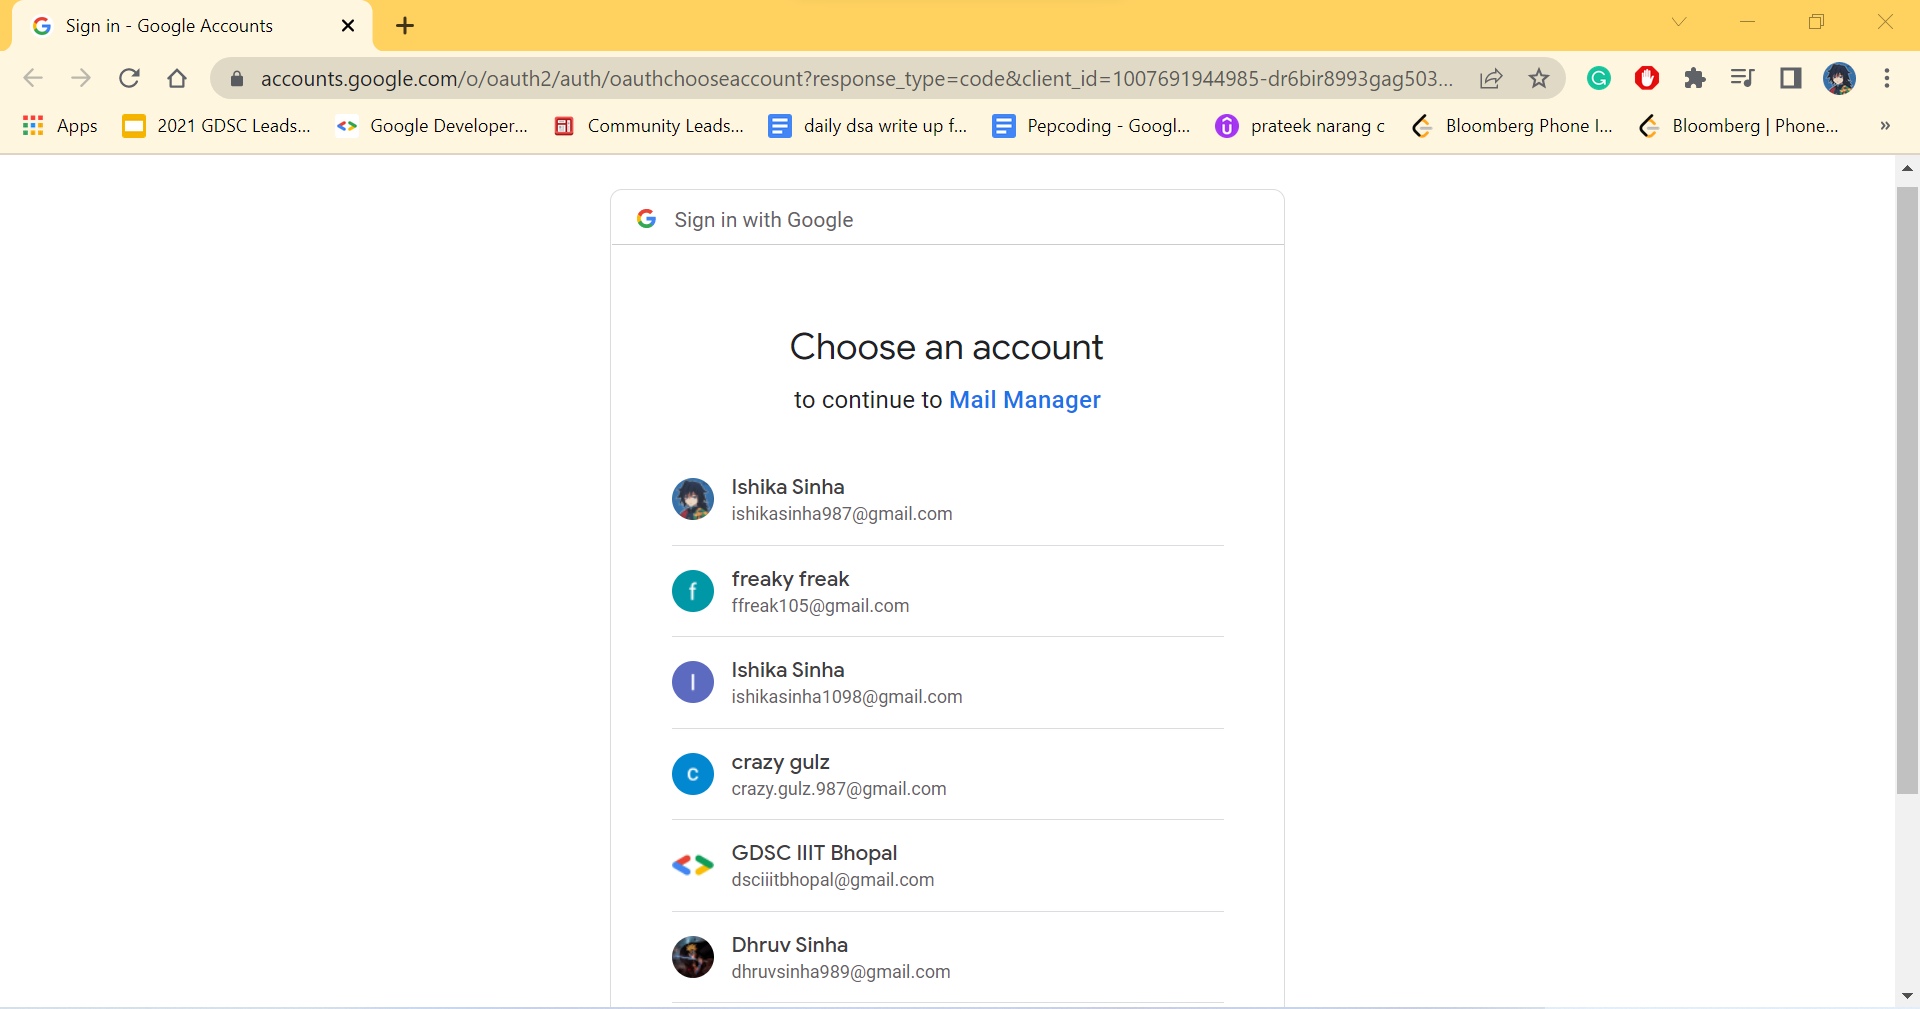 Sign in - Google Accounts
accounts.google.com/o/oauth2/auth/oauthchooseaccount?response_type=code&client_id=1007691944985-dr6bir8993gag503...
Apps 2021 GDSC Leads... Google Developer... Community Leads... daily dsa write up f... Pepcoding - Googl... prateek narang c Bloomberg Phone I... Bloomberg | Phone... »
Sign in with Google
Choose an account
to continue to Mail Manager
Ishika Sinha
ishikasinha987@gmail.com
f
freaky freak
ffreak105@gmail.com
I
Ishika Sinha
ishikasinha1098@gmail.com
c
crazy gulz
crazy.gulz.987@gmail.com
GDSC IIIT Bhopal
dsciiitbhopal@gmail.com
Dhruv Sinha
dhruvsinha989@gmail.com